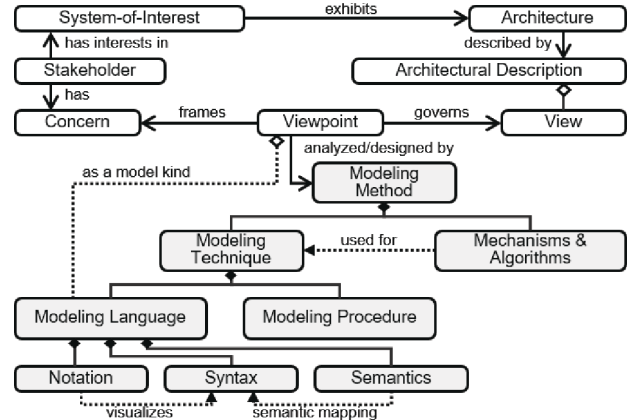 System-of-Interest
exhibits
Architecture
has interests in
described by
Stakeholder
Architectural Description
has
Concern
frames
Viewpoint
governs
View
analyzed/designed by
as a model kind
Modeling
Method
Modeling
Technique
used for
Mechanisms &
Algorithms
Modeling Language
Modeling Procedure
Notation
Syntax
Semantics
visualizes
semantic mapping